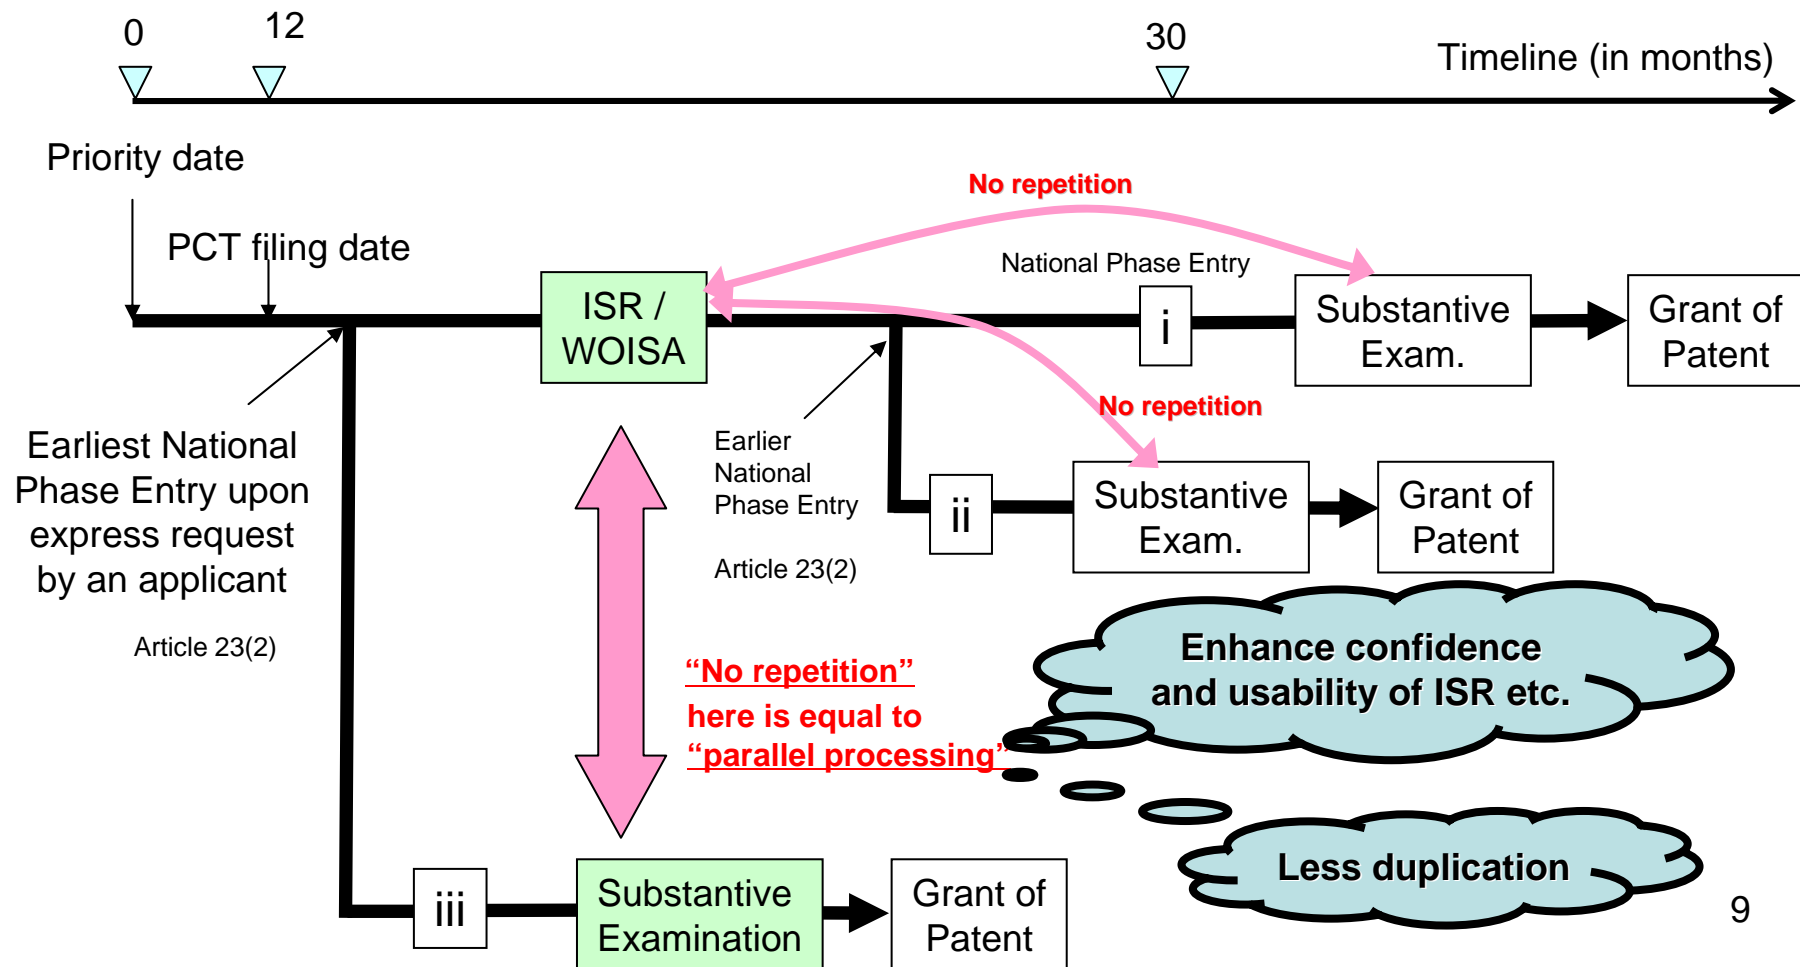 0
12
30
Timeline (in months)
Priority date
No repetition
PCT filing date
National Phase Entry
ISR /
WOISA
i
Substantive
Exam.
Grant of
Patent
No repetition
Earliest National
Phase Entry upon
express request
by an applicant
Article 23(2)
Earlier
National
Phase Entry
Article 23(2)
ii
Substantive
Exam.
Grant of
Patent
“No repetition”
here is equal to
“parallel processing”
Enhance confidence
and usability of ISR etc.
Less duplication
iii
Substantive
Examination
Grant of
Patent
9